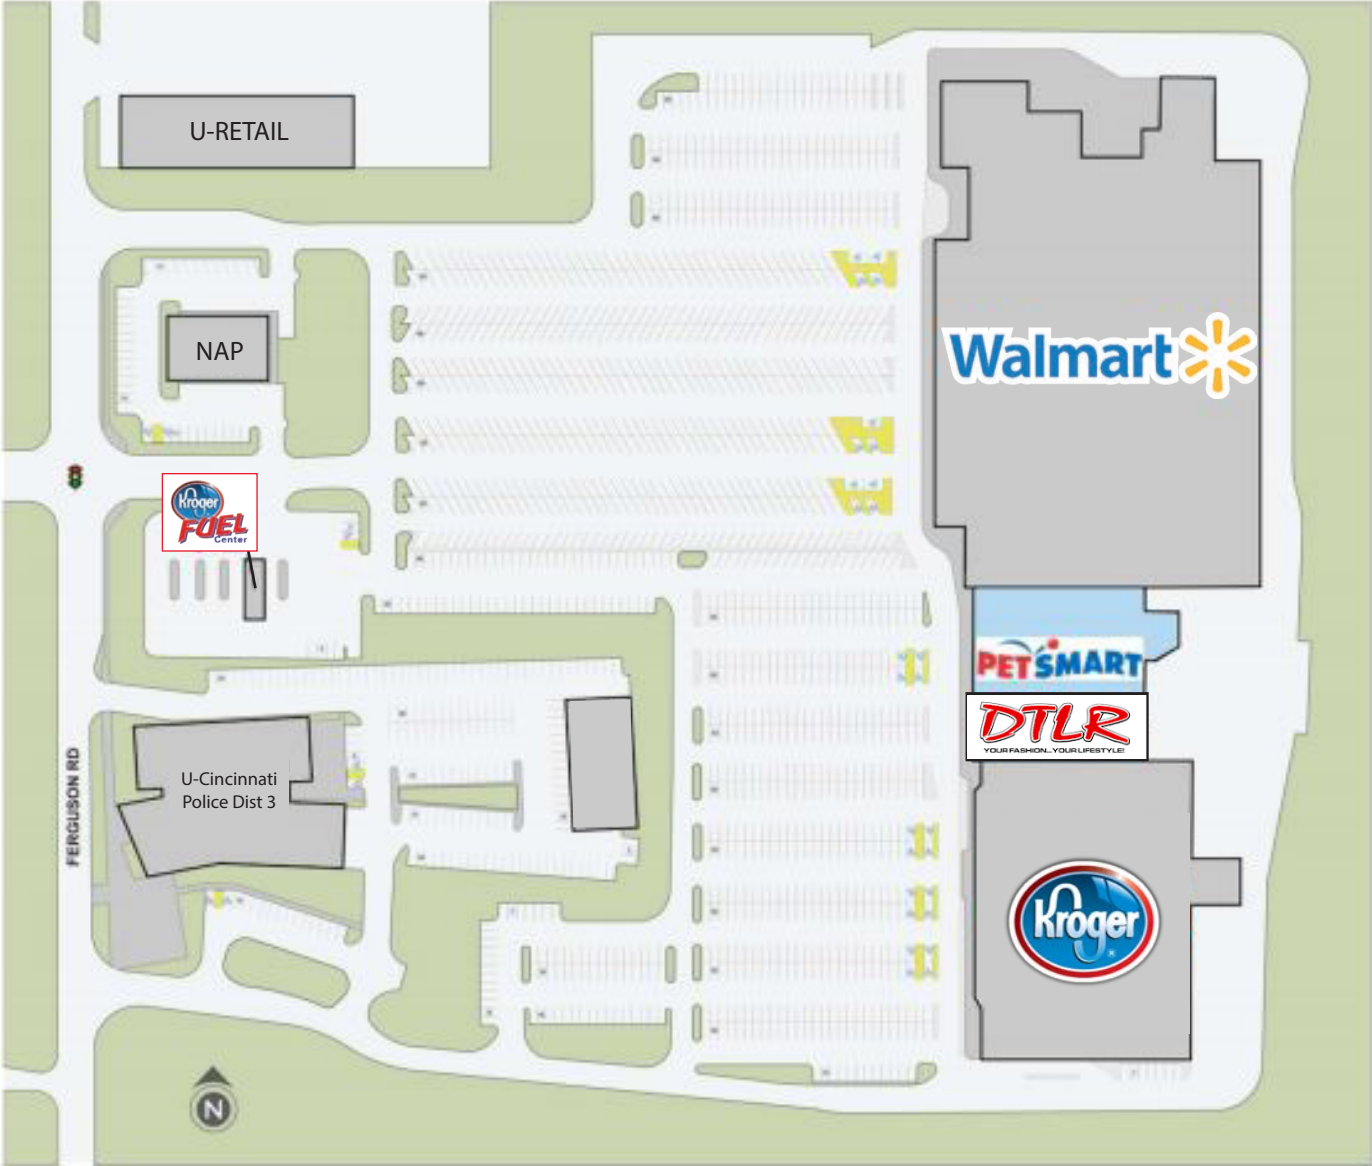 U-RETAIL
Walmart
NAP
Kroger
FUEL
Center
PETSMART
DTLR
YOUR FASHION...YOUR LIFESTYLE!
FERGUSON RD
U-Cincinnati
Police Dist 3
Kroger
®
N